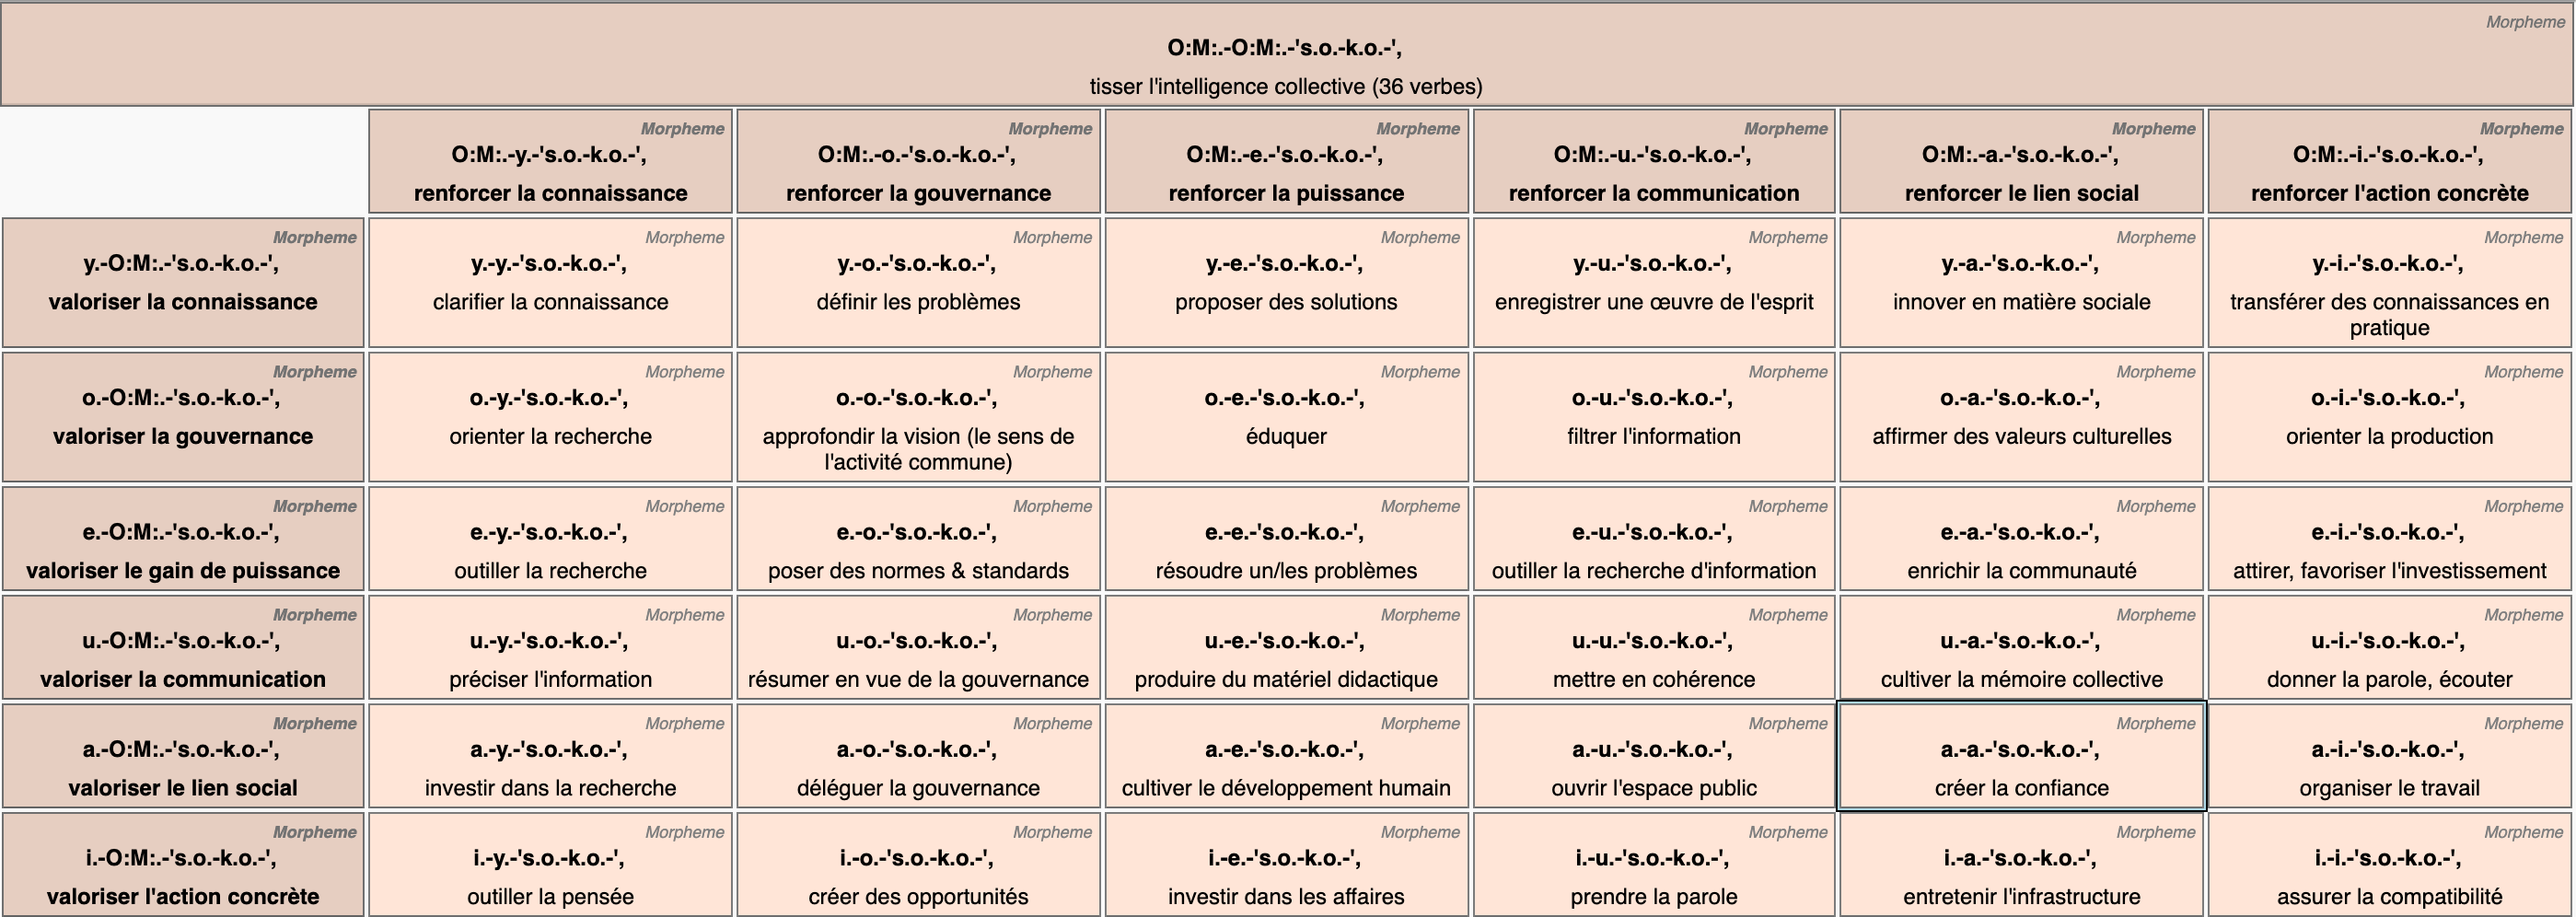 Morpheme
O:M:.-O:M:.-'s.o.-k.o.-',
tisser l'intelligence collective (36 verbes)
Morpheme
O:M:.-y.-'s.o.-k.o.-',
renforcer la connaissance
Morpheme
O:M:.-o.-'s.o.-k.o.-',
renforcer la gouvernance
Morpheme
O:M:.-e.-'s.o.-k.o.-',
renforcer la puissance
Morpheme
O:M:.-u.-'s.o.-k.o.-',
renforcer la communication
Morpheme
O:M:.-a.-'s.o.-k.o.-',
renforcer le lien social
Morpheme
O:M:.-i.-'s.o.-k.o.-',
renforcer l'action concrète
Morpheme
y.-O:M:.-'s.o.-k.o.-',
valoriser la connaissance
Morpheme
y.-y.-'s.o.-k.o.-',
clarifier la connaissance
Morpheme
y.-o.-'s.o.-k.o.-',
définir les problèmes
Morpheme
y.-e.-'s.o.-k.o.-',
proposer des solutions
Morpheme
y.-u.-'s.o.-k.o.-',
enregistrer une œuvre de l'esprit
Morpheme
y.-a.-'s.o.-k.o.-',
innover en matière sociale
Morpheme
y.-i.-'s.o.-k.o.-',
transférer des connaissances en
pratique
Morpheme
o.-O:M:.-'s.o.-k.o.-',
valoriser la gouvernance
Morpheme
o.-y.-'s.o.-k.o.-',
orienter la recherche
Morpheme
o.-o.-'s.o.-k.o.-',
approfondir la vision (le sens de
l'activité commune)
Morpheme
o.-e.-'s.o.-k.o.-',
éduquer
Morpheme
o.-u.-'s.o.-k.o.-',
filtrer l'information
Morpheme
o.-a.-'s.o.-k.o.-',
affirmer des valeurs culturelles
Morpheme
o.-i.-'s.o.-k.o.-',
orienter la production
Morpheme
e.-O:M:.-'s.o.-k.o.-',
valoriser le gain de puissance
Morpheme
e.-y.-'s.o.-k.o.-',
outiller la recherche
Morpheme
e.-o.-'s.o.-k.o.-',
poser des normes & standards
Morpheme
e.-e.-'s.o.-k.o.-',
résoudre un/les problèmes
Morpheme
e.-u.-'s.o.-k.o.-',
outiller la recherche d'information
Morpheme
e.-a.-'s.o.-k.o.-',
enrichir la communauté
Morpheme
e.-i.-'s.o.-k.o.-',
attirer, favoriser l'investissement
Morpheme
u.-O:M:.-'s.o.-k.o.-',
valoriser la communication
Morpheme
u.-y.-'s.o.-k.o.-',
préciser l'information
Morpheme
u.-o.-'s.o.-k.o.-',
résumer en vue de la gouvernance
Morpheme
u.-e.-'s.o.-k.o.-',
produire du matériel didactique
Morpheme
u.-u.-'s.o.-k.o.-',
mettre en cohérence
Morpheme
u.-a.-'s.o.-k.o.-',
cultiver la mémoire collective
Morpheme
u.-i.-'s.o.-k.o.-',
donner la parole, écouter
Morpheme
a.-O:M:.-'s.o.-k.o.-',
valoriser le lien social
Morpheme
a.-y.-'s.o.-k.o.-',
investir dans la recherche
Morpheme
a.-o.-'s.o.-k.o.-',
déléguer la gouvernance
Morpheme
a.-e.-'s.o.-k.o.-',
cultiver le développement humain
Morpheme
a.-u.-'s.o.-k.o.-',
ouvrir l'espace public
Morpheme
a.-a.-'s.o.-k.o.-',
créer la confiance
Morpheme
a.-i.-'s.o.-k.o.-',
organiser le travail
Morpheme
i.-O:M:.-'s.o.-k.o.-',
valoriser l'action concrète
Morpheme
i.-y.-'s.o.-k.o.-',
outiller la pensée
Morpheme
i.-o.-'s.o.-k.o.-',
créer des opportunités
Morpheme
i.-e.-'s.o.-k.o.-',
investir dans les affaires
Morpheme
i.-u.-'s.o.-k.o.-',
prendre la parole
Morpheme
i.-a.-'s.o.-k.o.-',
entretenir l'infrastructure
Morpheme
i.-i.-'s.o.-k.o.-',
assurer la compatibilité